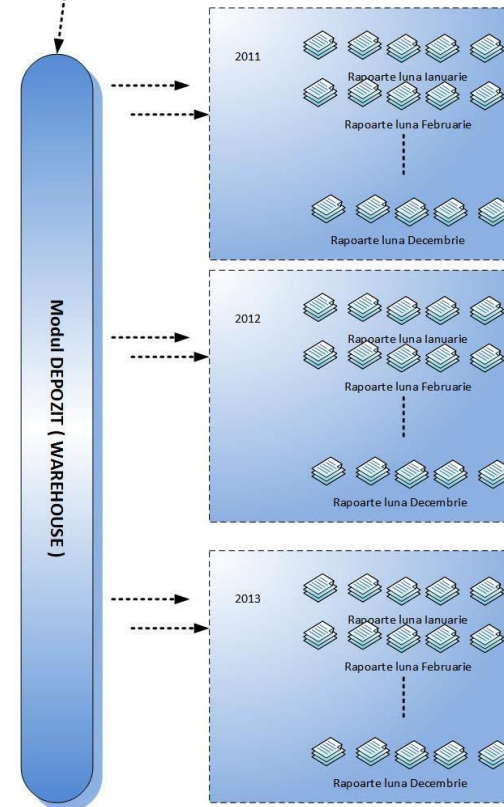 Modul DEPOZIT ( WAREHOUSE )
2011
Rapoarte luna Ianuarie
Rapoarte luna Februarie
Rapoarte luna Decembrie
2012
Rapoarte luna Ianuarie
Rapoarte luna Februarie
Rapoarte luna Decembrie
2013
Rapoarte luna Ianuarie
Rapoarte luna Februarie
Rapoarte luna Decembrie